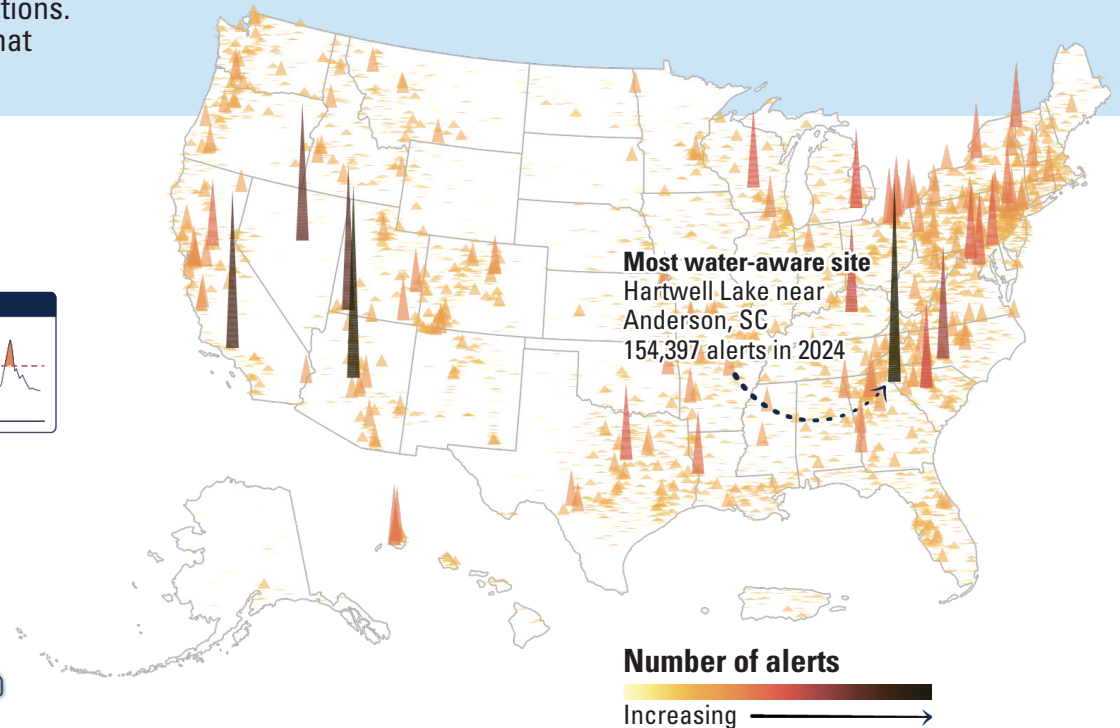 tions.
nat
Most water-aware site
Hartwell Lake near
Anderson, SC
154,397 alerts in 2024
Number of alerts
Increasing